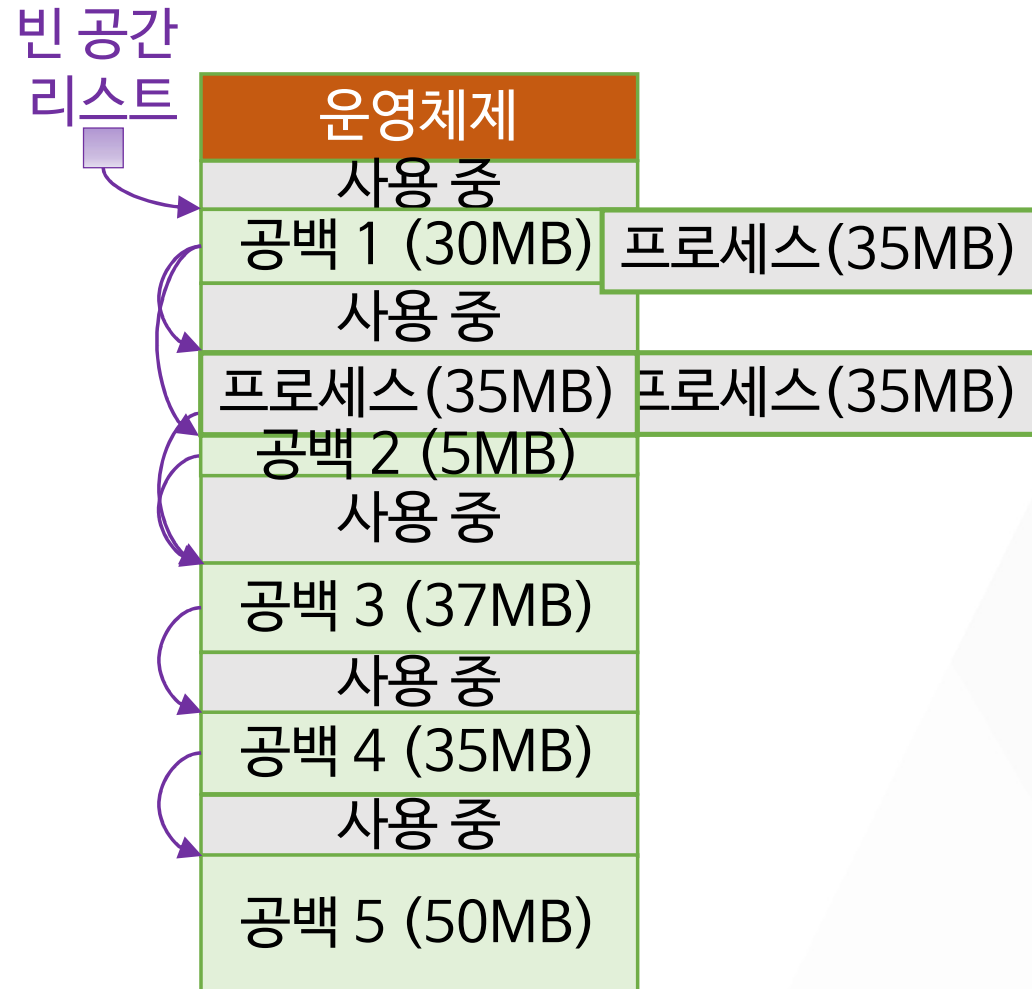 빈 공간
리스트
운영체제
사용 중
공백 1 (30MB)
프로세스(35MB)
사용 중
프로세스(35MB)
프로세스(35MB)
공백 2 (5MB)
사용 중
공백 3 (37MB)
사용 중
공백 4 (35MB)
사용 중
공백 5 (50MB)